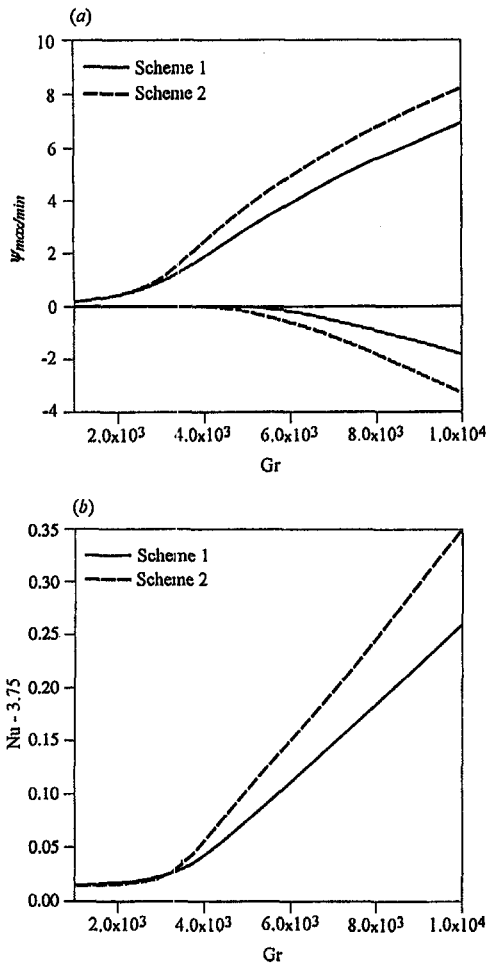 (a)
10
8
6
4
2
0
-2
-4
ψmax/min
Scheme 1
Scheme 2
2.0x10³
4.0x10³
6.0x10³
8.0x10³
1.0x10⁴
Gr
(b)
0.35
0.30
0.25
0.20
0.15
0.10
0.05
0.00
Nu - 3.75
Scheme 1
Scheme 2
2.0x10³
4.0x10³
6.0x10³
8.0x10³
1.0x10⁴
Gr